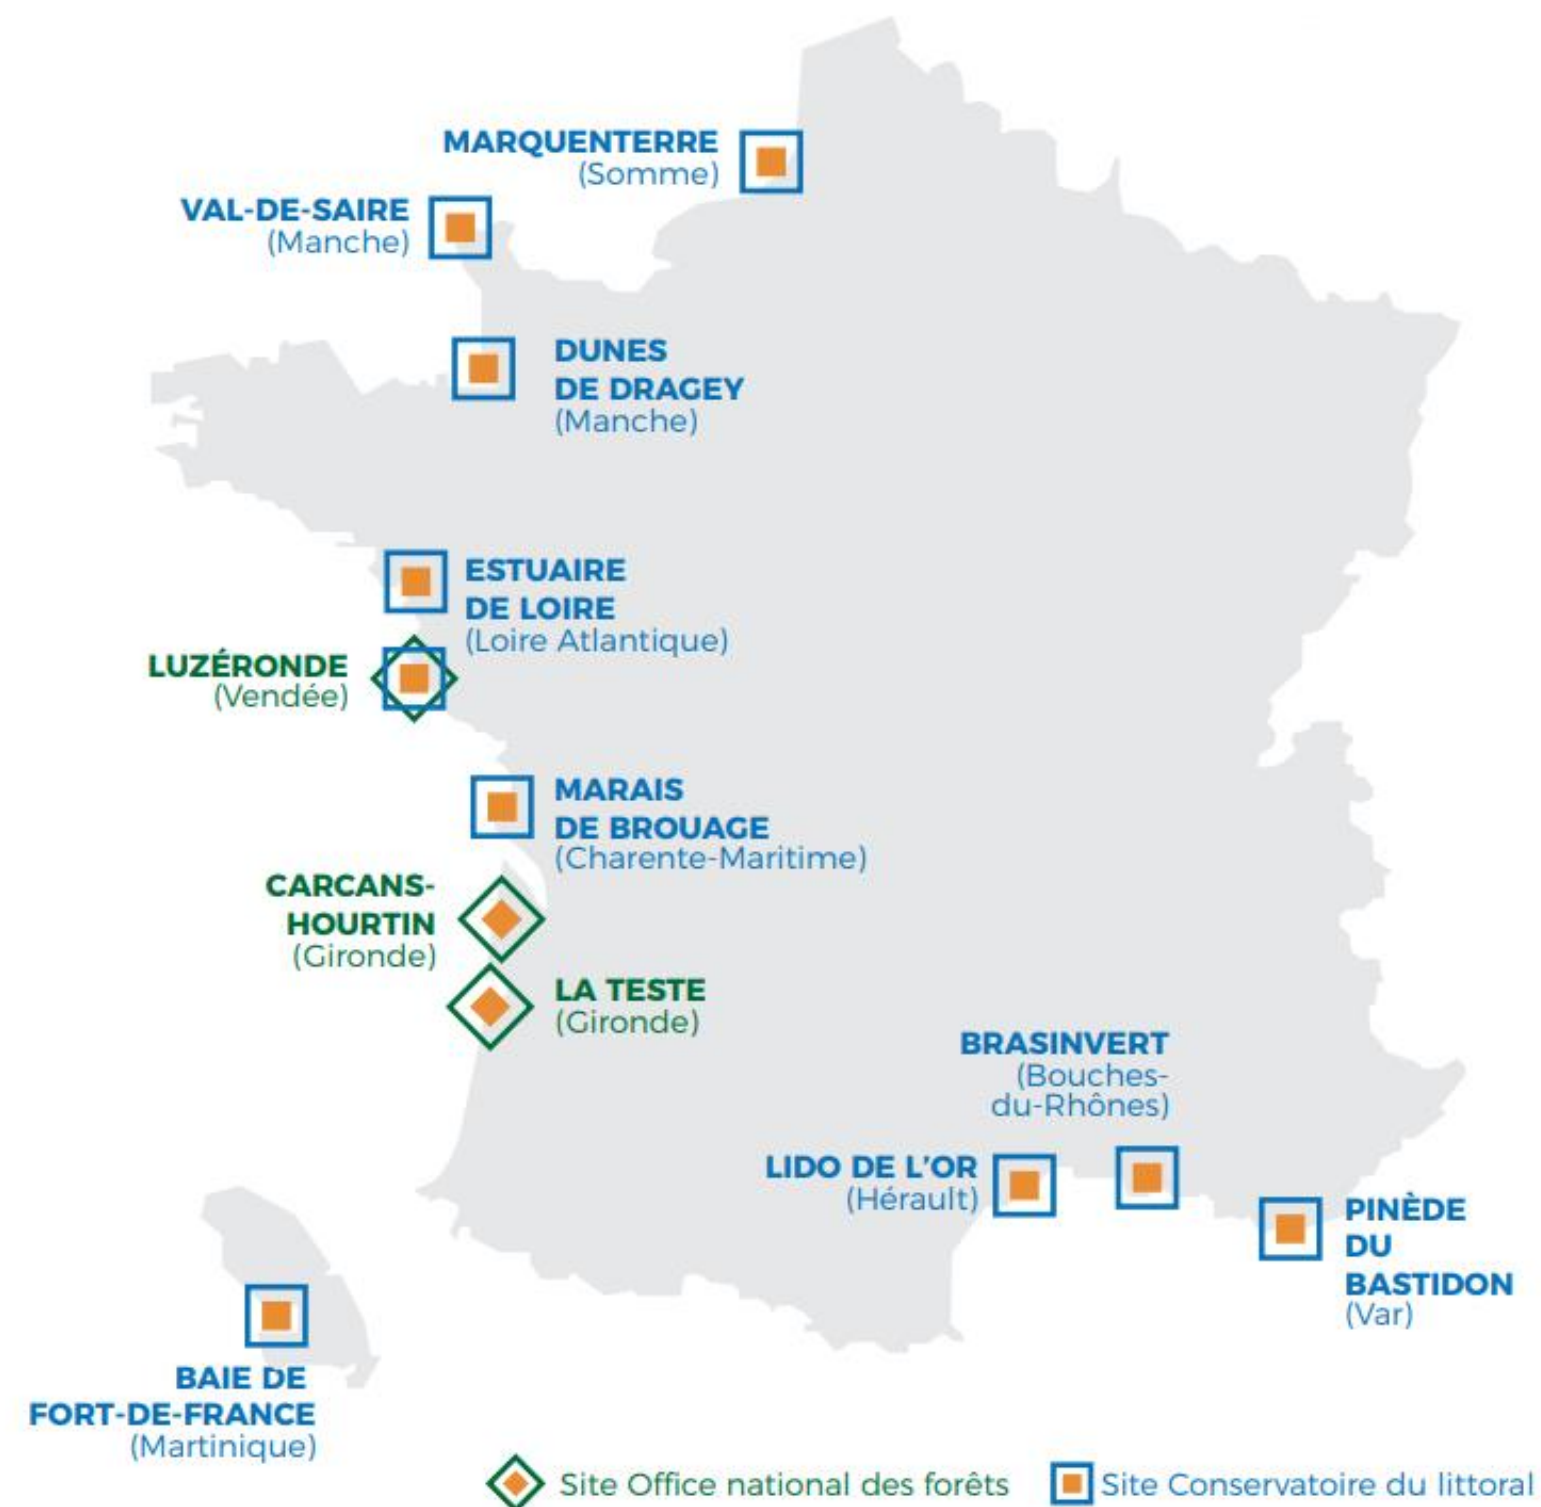 MARQUENTERRE
(Somme)
VAL-DE-SAIRE
(Manche)
DUNES
DE DRAGEY
(Manche)
ESTUAIRE
DE LOIRE
(Loire Atlantique)
LUZÉRONDE
(Vendée)
MARAIS
DE BROUAGE
(Charente-Maritime)
CARCANS-
HOURTIN
(Gironde)
LA TESTE
(Gironde)
BRASINVERT
(Bouches-
du-Rhônes)
LIDO DE L'OR
(Hérault)
PINÈDE
DU
BASTIDON
(Var)
BAIE DE
FORT-DE-FRANCE
(Martinique)
Site Office national des forêts
Site Conservatoire du littoral